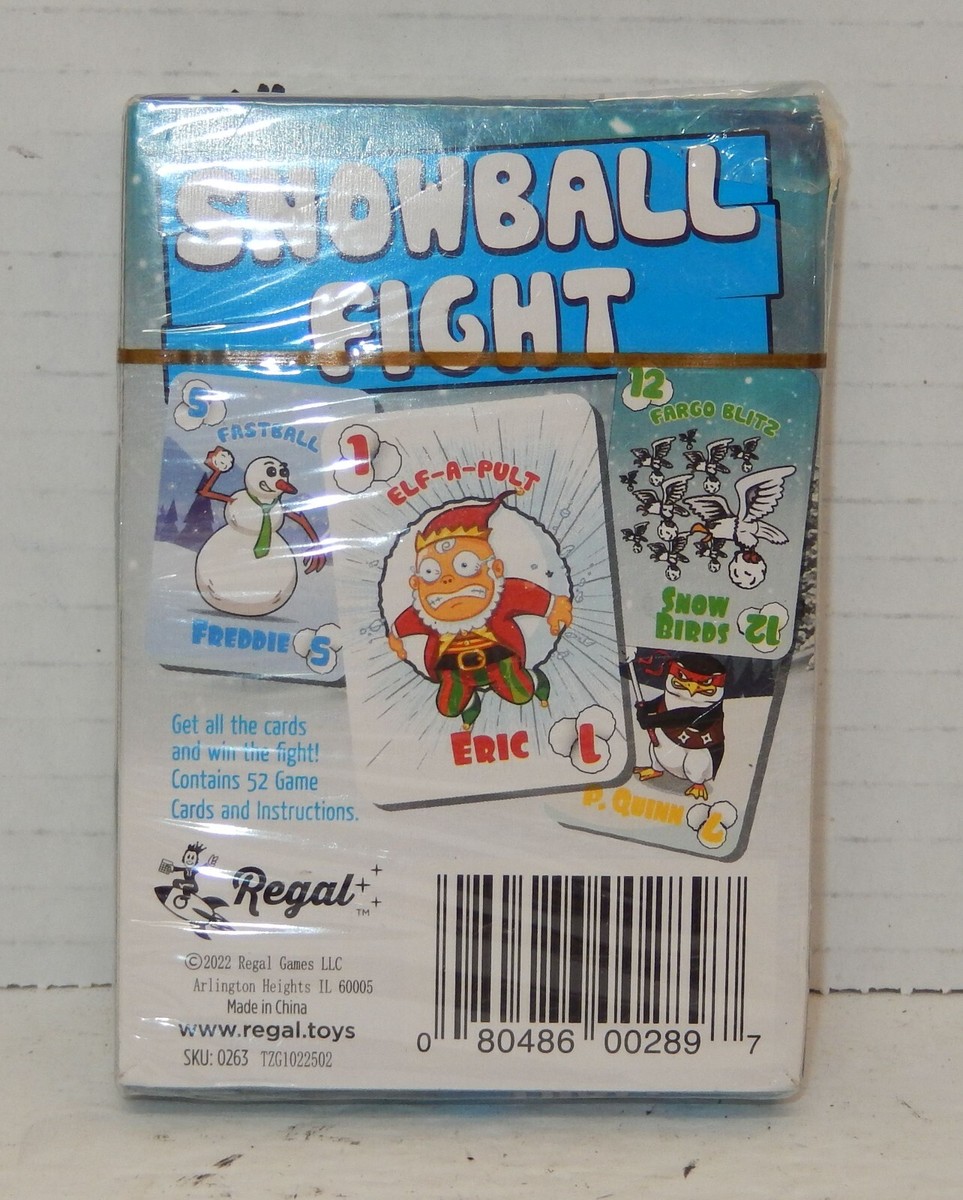 SNOWBALL
FIGHT
5
FASTBALL
FREDDIE
5
1
ELF-A-PULT
ERIC
1
12
FARGO BLITZ
SNOW
BIRDS
12
P. QUINN
Get all the cards
and win the fight!
Contains 52 Game
Cards and Instructions.
Regal™
©2022 Regal Games LLC
Arlington Heights IL 60005
Made in China
www.regal.toys
SKU: 0263 TZG1022502
0 80486 00289 7